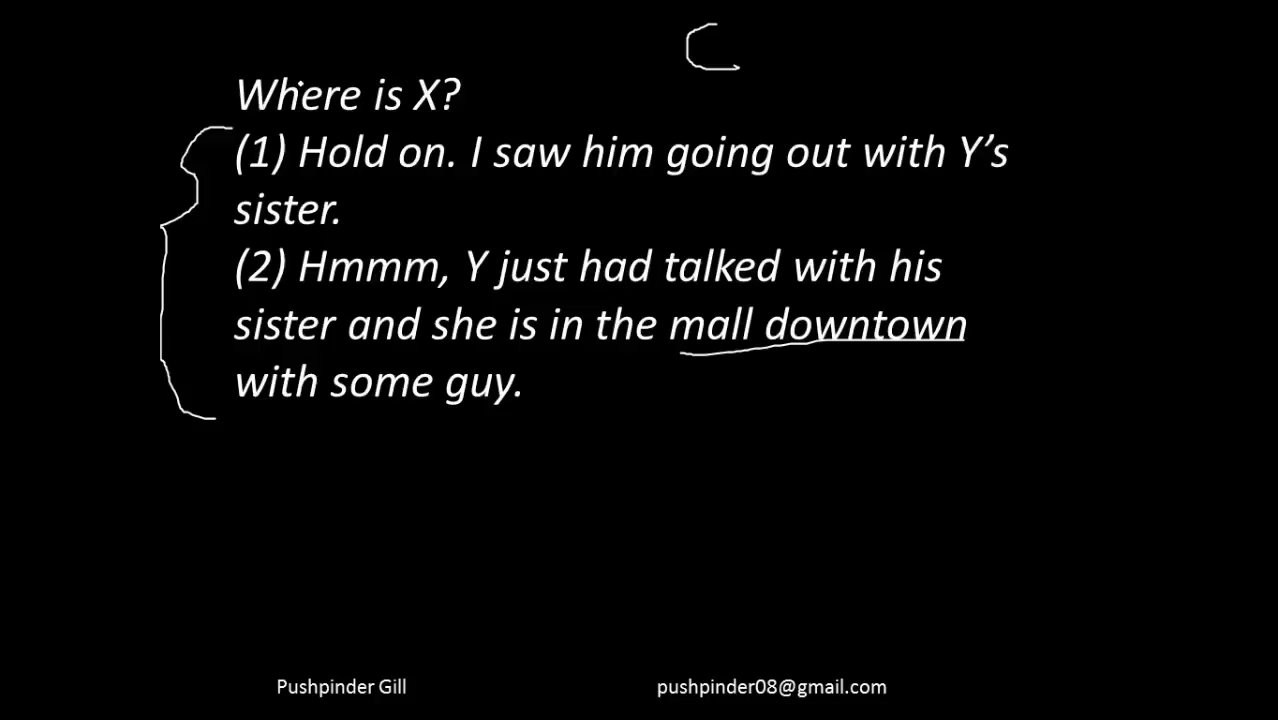 C
Where is X?
(1) Hold on. I saw him going out with Y’s
sister.
(2) Hmmm, Y just had talked with his
sister and she is in the mall downtown
with some guy.
Pushpinder Gill
pushpinder08@gmail.com